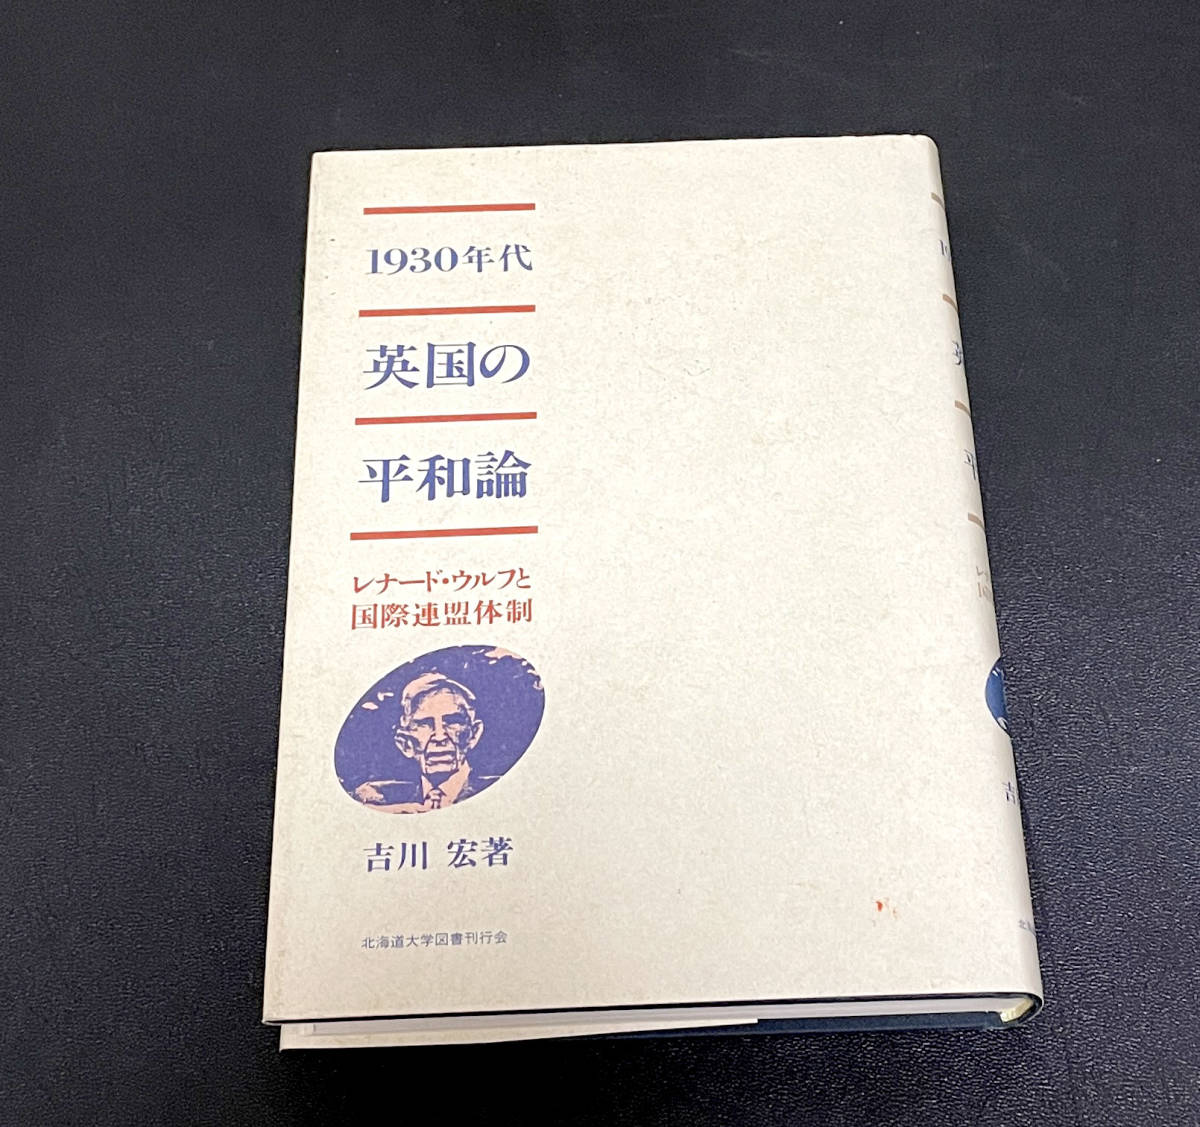 1930年代
英国の
平和論
レナード・ウルフと
国際連盟体制
吉川 宏著
北海道大学図書刊行会